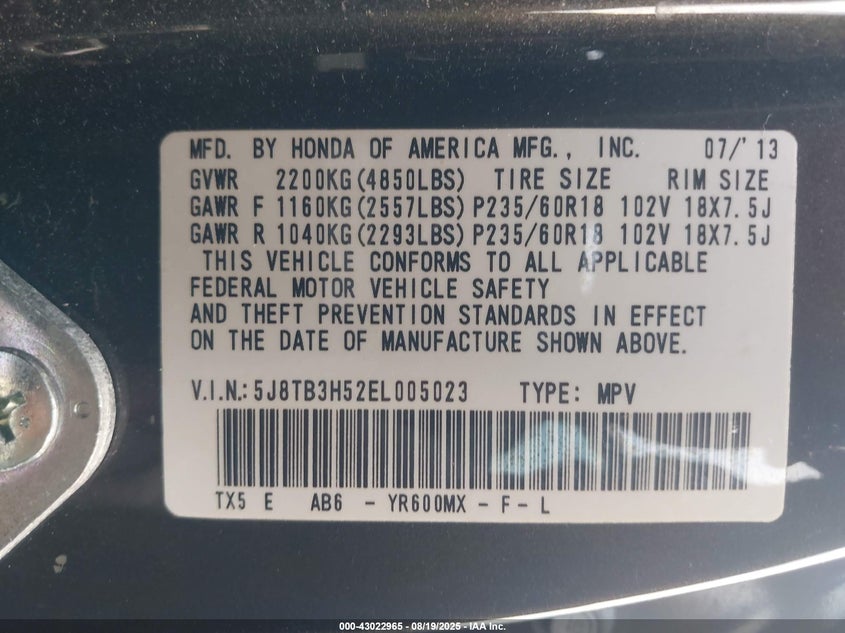 MFD. BY HONDA OF AMERICA MFG., INC. 07/'13
GVWR 2200KG(4850LBS) TIRE SIZE RIM SIZE
GAWR F 1160KG(2557LBS)P235/60R18 102V 18X7.5J
GAWR R 1040KG(2293LBS)P235/60R18 102V 18X7.5J
THIS VEHICLE CONFORMS TO ALL APPLICABLE
FEDERAL MOTOR VEHICLE SAFETY
AND THEFT PREVENTION STANDARDS IN EFFECT
ON THE DATE OF MANUFACTURE SHOWN ABOVE.
V.I.N.:5J8TB3H52EL005023 TYPE: MPV
TX5 E AB6 - YR600MX - F - L
000-43022965 - 08/19/2025 - IAA Inc.